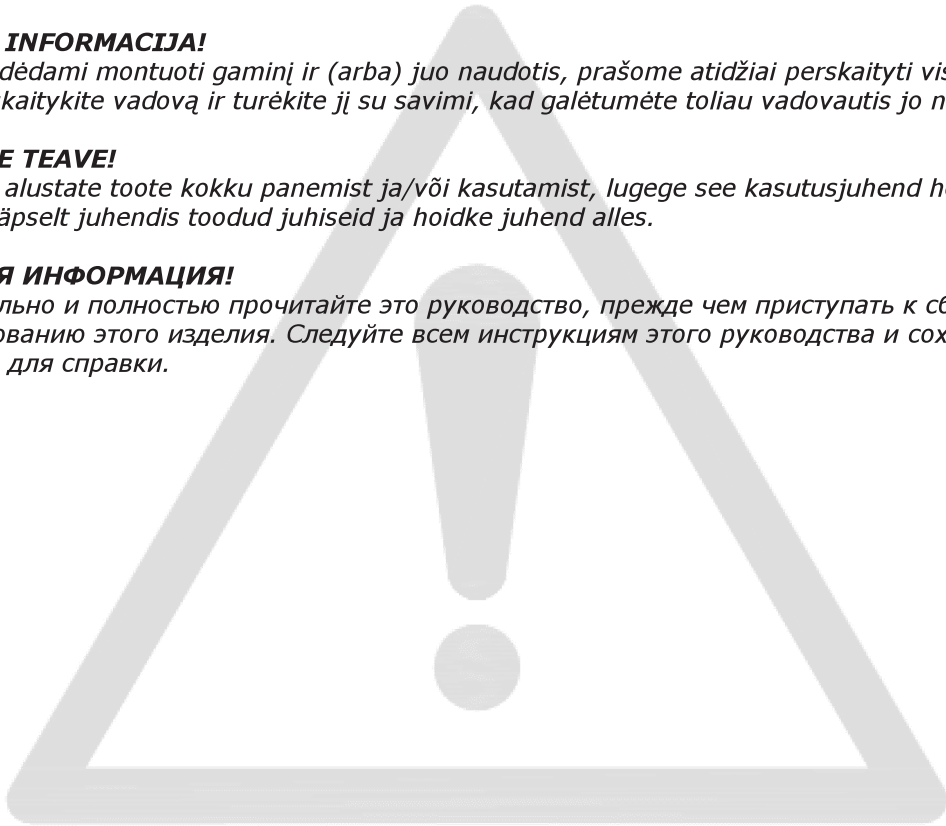 INFORMACIJA!
dėdami montuoti gaminį ir (arba) juo naudotis, prašome atidžiai perskaityti vis
kaitykite vadovą ir turėkite jį su savimi, kad galėtumėte toliau vadovautis jo n
E TEAVE!
alustate toote kokku panemist ja/või kasutamist, lugege see kasutusjuhend h
äpselt juhendis toodud juhiseid ja hoidke juhend alles.
Я ИНФОРМАЦИЯ!
льно и полностью прочитайте это руководство, прежде чем приступать к сб
ованию этого изделия. Следуйте всем инструкциям этого руководства и сох
для справки.